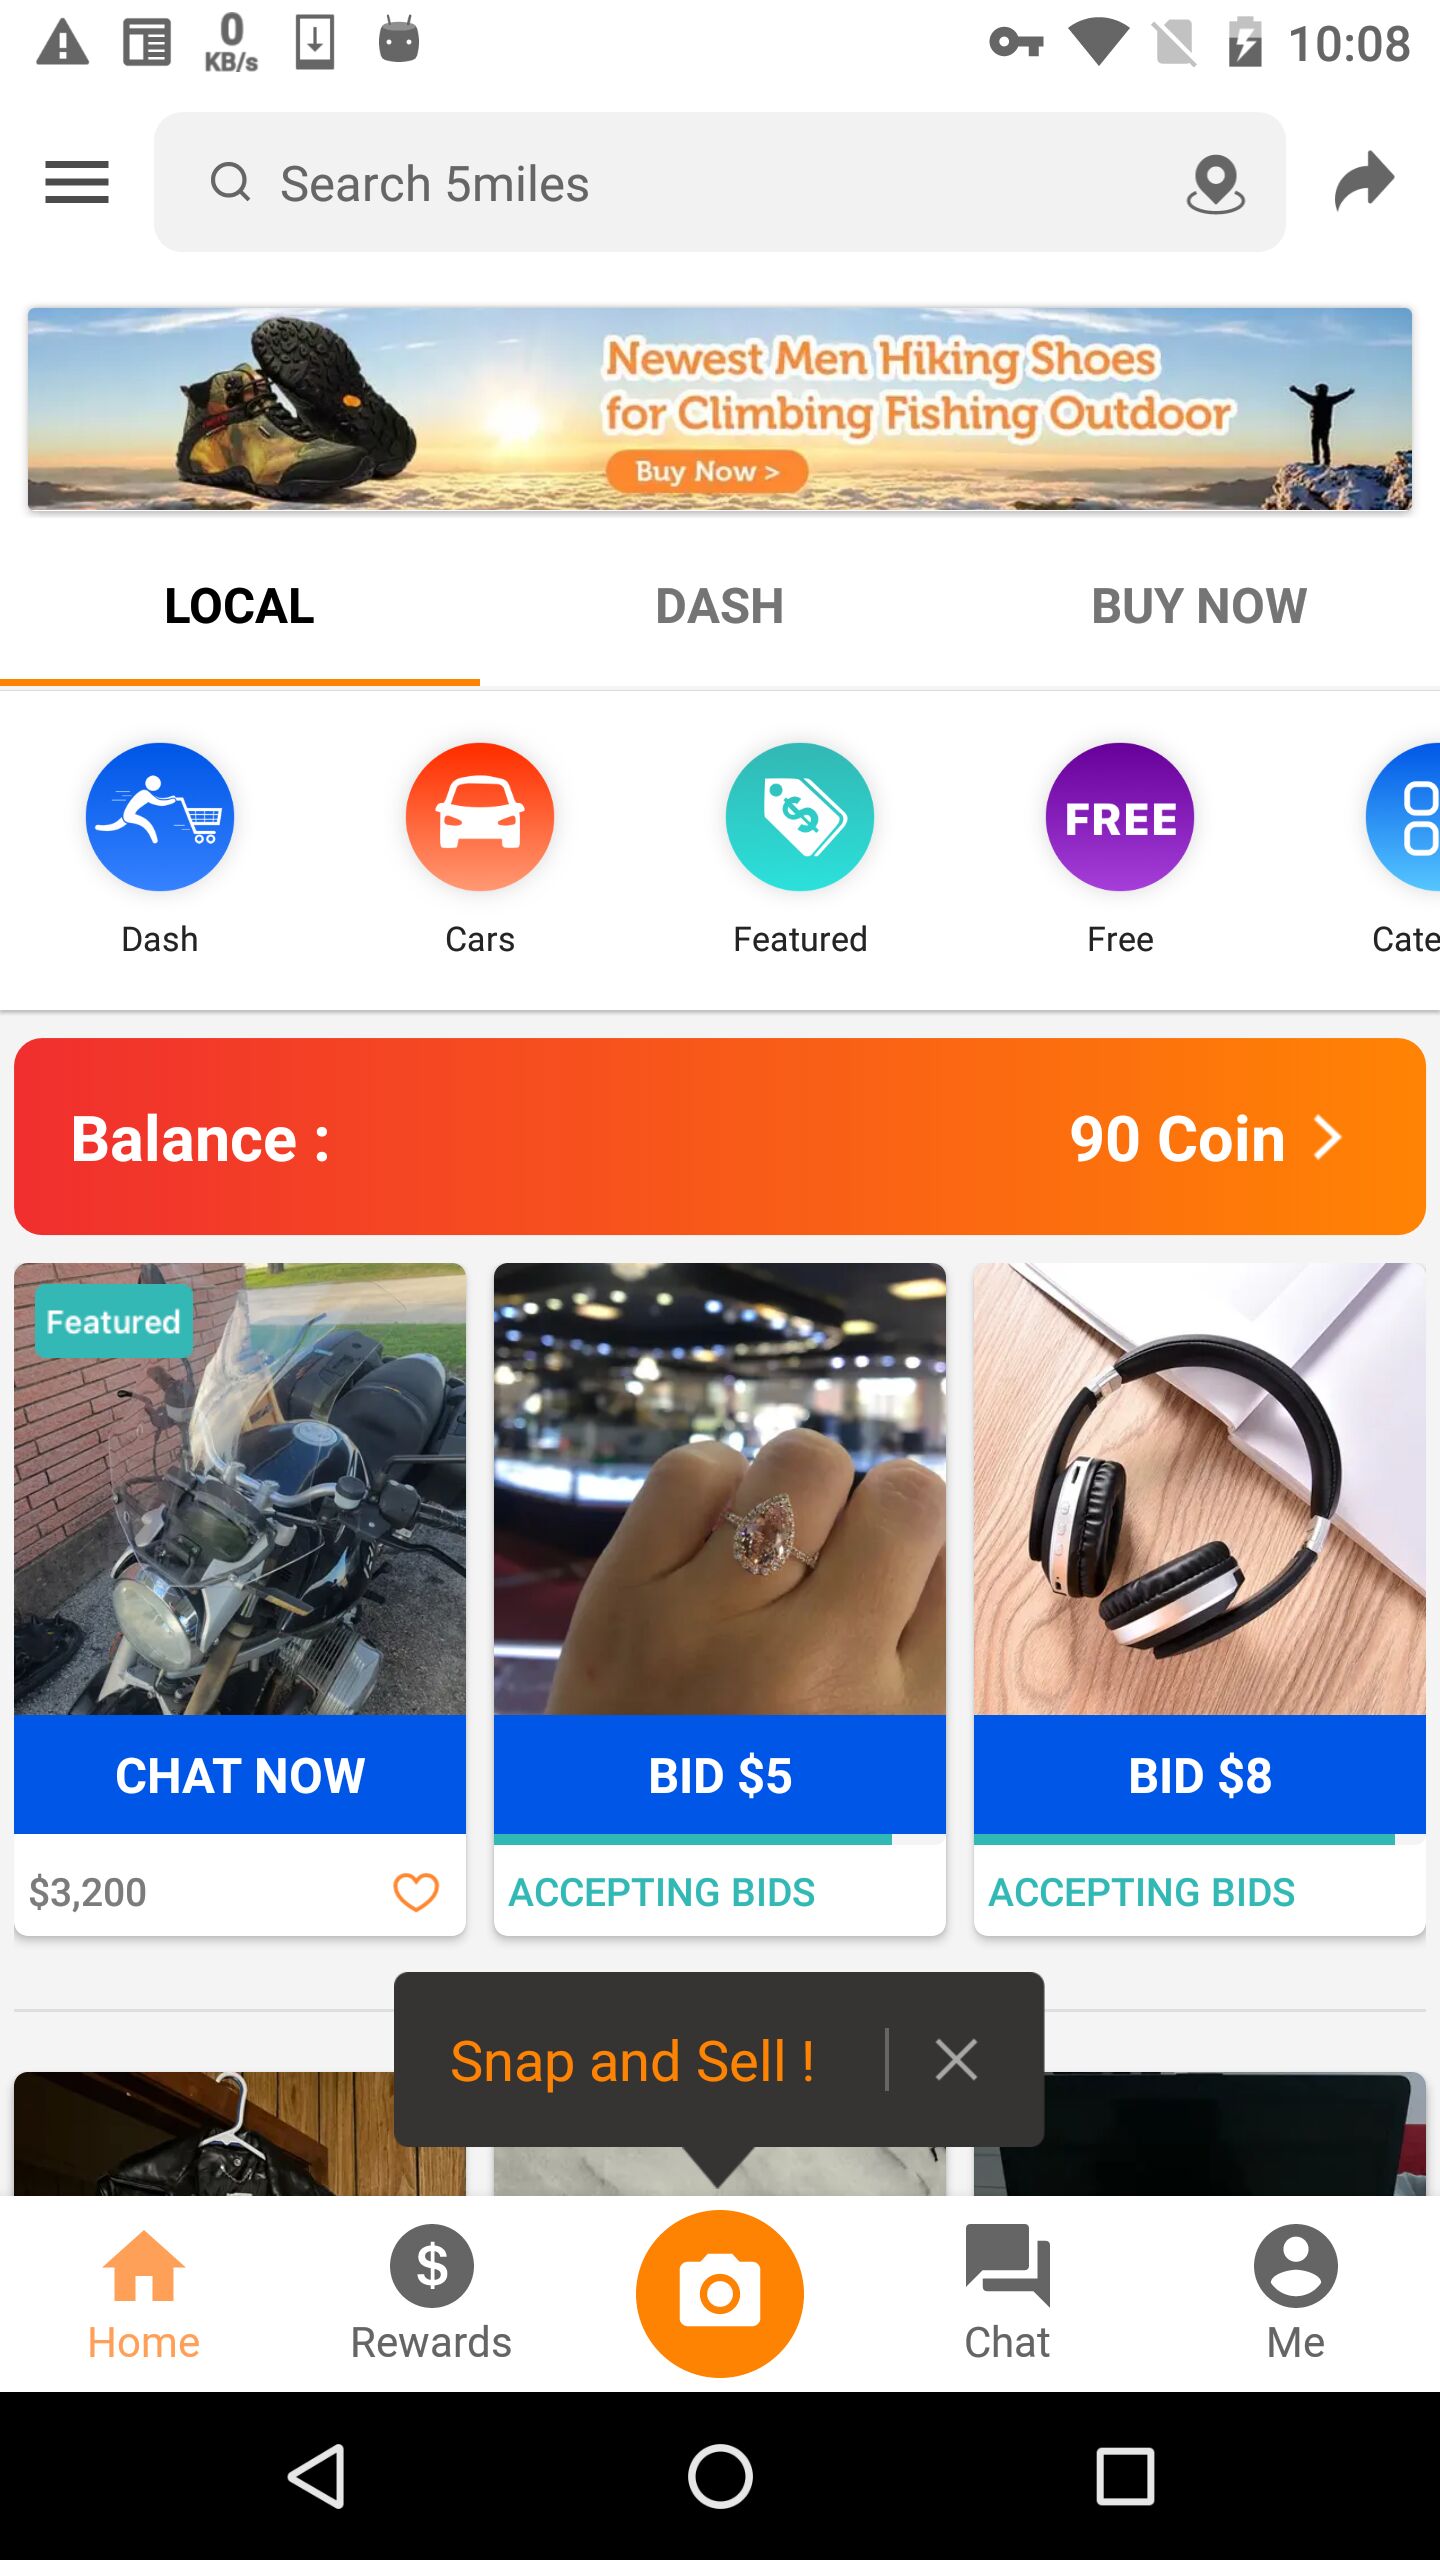 0
KB/s
10:08
Search 5miles
Newest Men Hiking Shoes
for Climbing Fishing Outdoor
Buy Now >
LOCAL
DASH
BUY NOW
FREE
Dash
Cars
Featured
Free
Cate
Balance :
90 Coin
Featured
CHAT NOW
BID $5
BID $8
$3,200
ACCEPTING BIDS
ACCEPTING BIDS
Snap and Sell !
Home
Rewards
Chat
Me